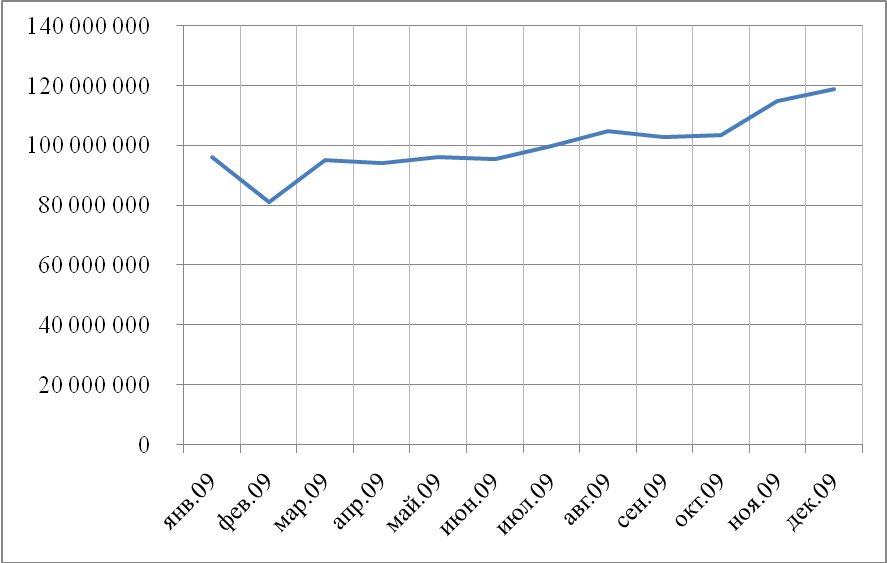 140 000 000
120 000 000
100 000 000
80 000 000
60 000 000
40 000 000
20 000 000
0
янв.09
фев.09
мар.09
апр.09
май.09
июн.09
июл.09
авг.09
сен.09
окт.09
ноя.09
дек.09